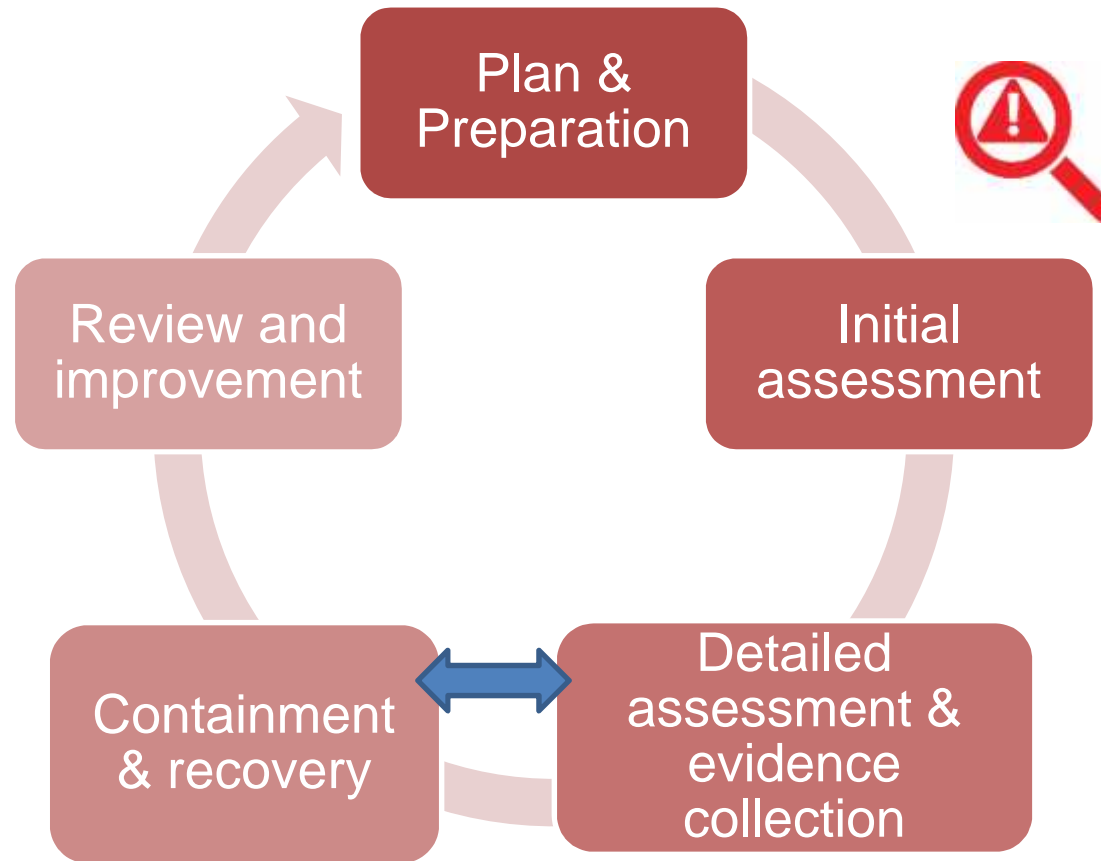 Plan &
Preparation
Initial
assessment
Detailed
assessment &
evidence
collection
Containment
& recovery
Review and
improvement